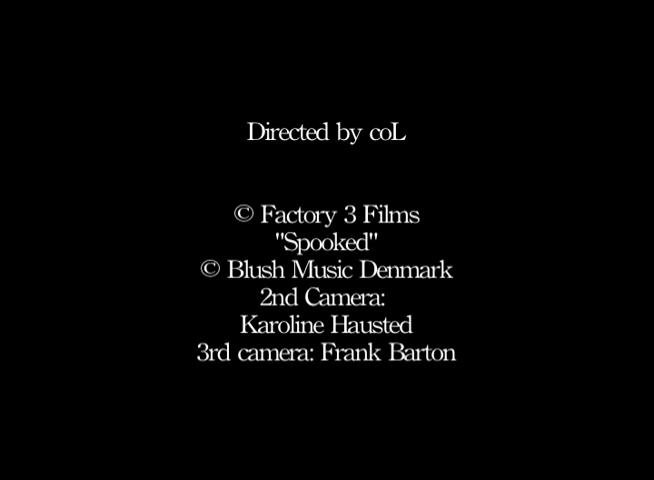 Directed by coL
© Factory 3 Films
"Spooked"
© Blush Music Denmark
2nd Camera:
Karoline Hausted
3rd camera: Frank Barton